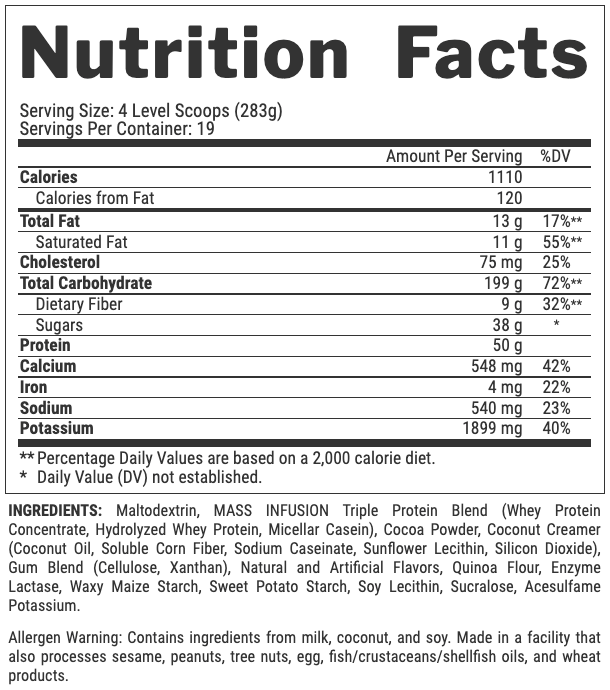 Nutrition Facts
Serving Size: 4 Level Scoops (283g)
Servings Per Container: 19
Amount Per Serving %DV
Calories 1110
Calories from Fat 120
Total Fat 13 g 17%**
Saturated Fat 11 g 55%**
Cholesterol 75 mg 25%
Total Carbohydrate 199 g 72%**
Dietary Fiber 9 g 32%**
Sugars 38 g *
Protein 50 g
Calcium 548 mg 42%
Iron 4 mg 22%
Sodium 540 mg 23%
Potassium 1899 mg 40%
** Percentage Daily Values are based on a 2,000 calorie diet.
* Daily Value (DV) not established.
INGREDIENTS: Maltodextrin, MASS INFUSION Triple Protein Blend (Whey Protein
Concentrate, Hydrolyzed Whey Protein, Micellar Casein), Cocoa Powder, Coconut Creamer
(Coconut Oil, Soluble Corn Fiber, Sodium Caseinate, Sunflower Lecithin, Silicon Dioxide),
Gum Blend (Cellulose, Xanthan), Natural and Artificial Flavors, Quinoa Flour, Enzyme
Lactase, Waxy Maize Starch, Sweet Potato Starch, Soy Lecithin, Sucralose, Acesulfame
Potassium.
Allergen Warning: Contains ingredients from milk, coconut, and soy. Made in a facility that
also processes sesame, peanuts, tree nuts, egg, fish/crustaceans/shellfish oils, and wheat
products.